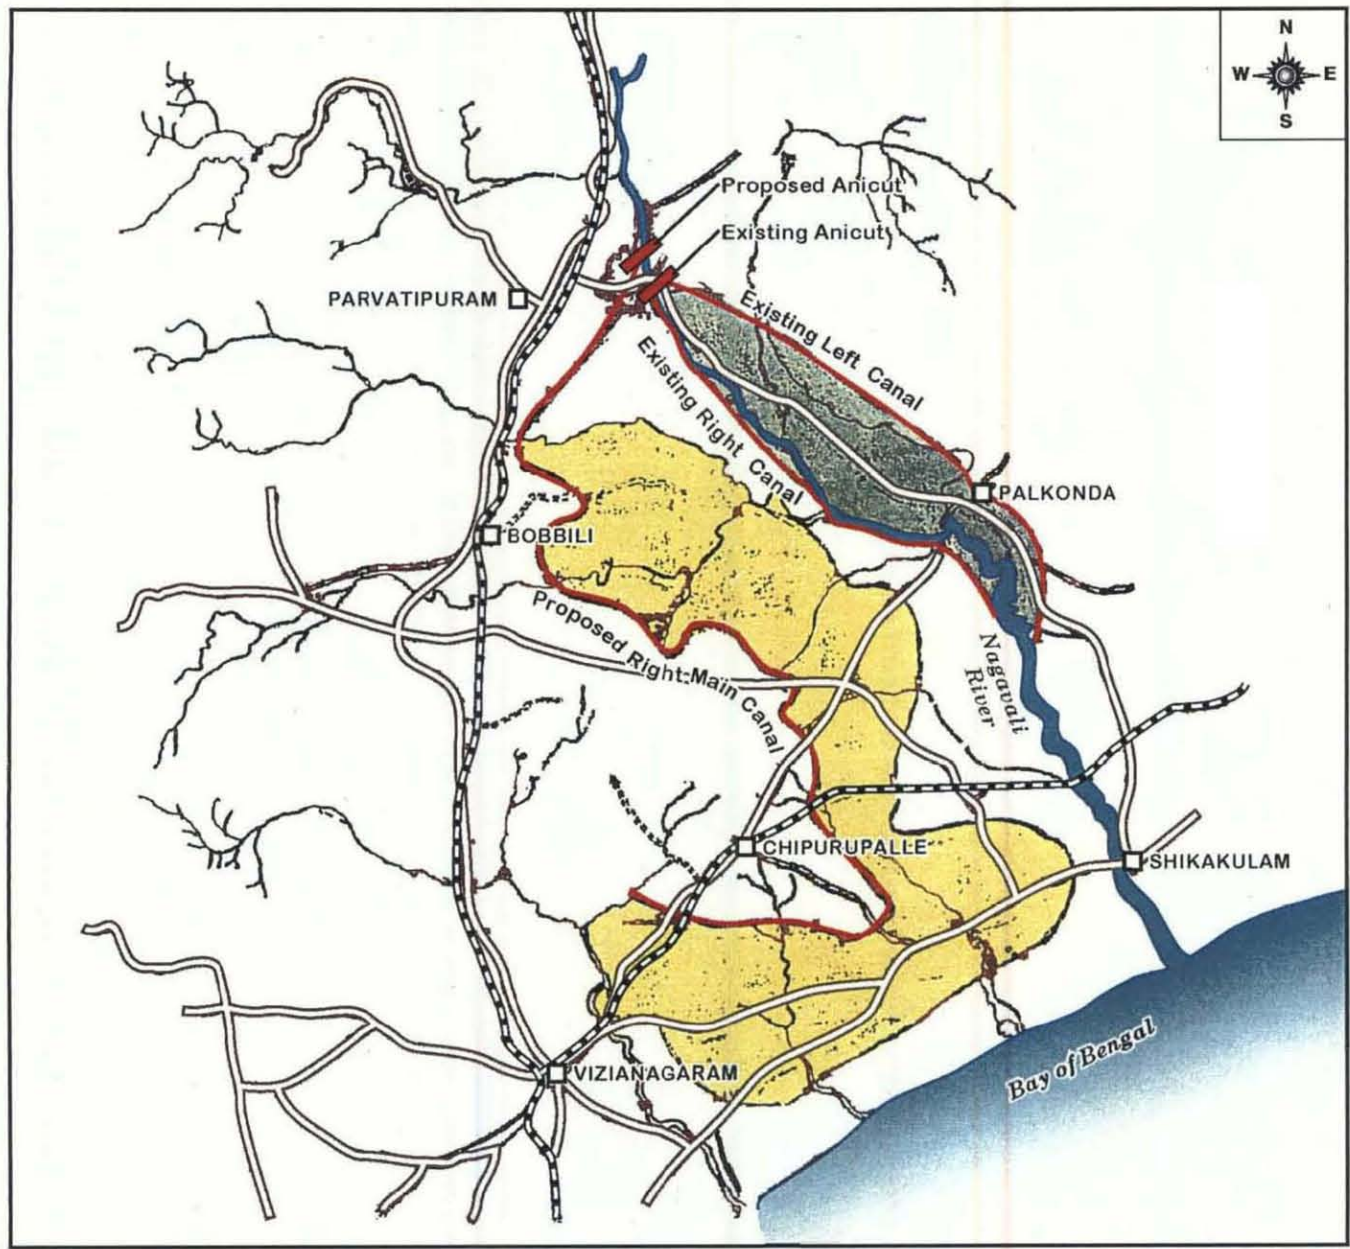 N
W E
S
Proposed Anicut
Existing Anicut
PARVATIPURAM
Existing Left Canal
Existing Right Canal
PALKONDA
BOBBILI
Proposed Right Main Canal
Nagavali
River
CHIPURUPALLE
SHIKAKULAM
Bay of Bengal
VIZIANAGARAM